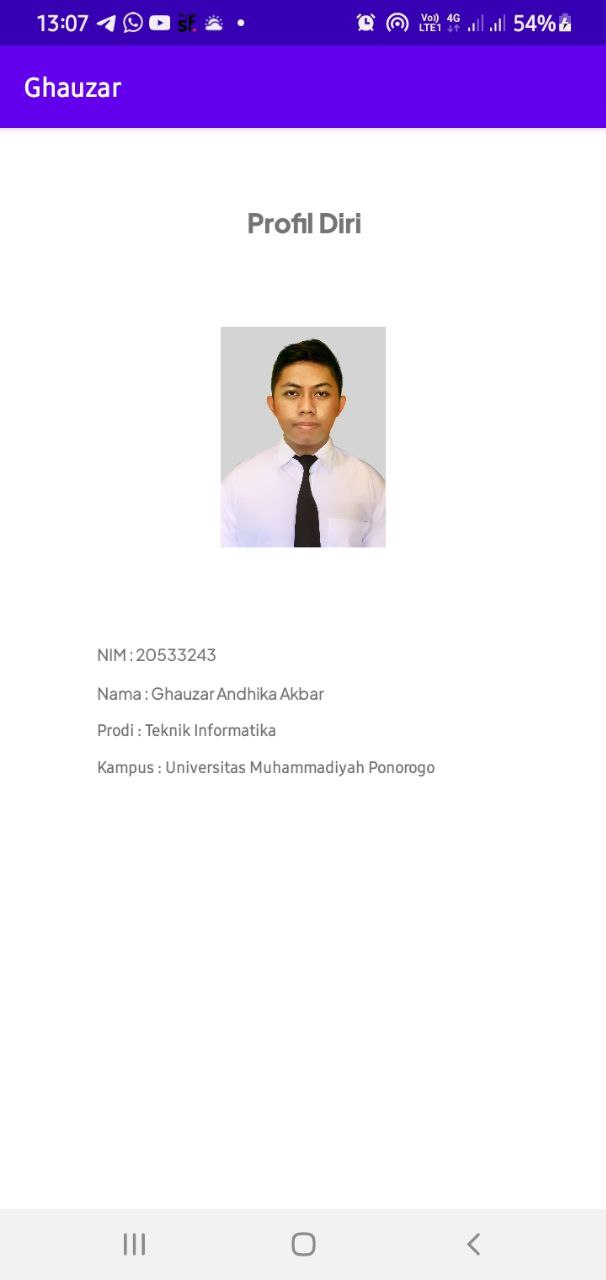 13:07 54%
Vo)) 4G
LTE1
Ghauzar
Profil Diri
NIM : 20533243
Nama : Ghauzar Andhika Akbar
Prodi : Teknik Informatika
Kampus : Universitas Muhammadiyah Ponorogo